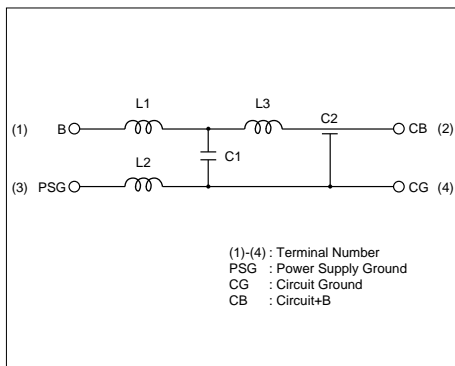 L1
L3
C2
(1) B
CB (2)
C1
L2
(3) PSG
CG (4)
(1)-(4) : Terminal Number
PSG : Power Supply Ground
CG : Circuit Ground
CB : Circuit+B